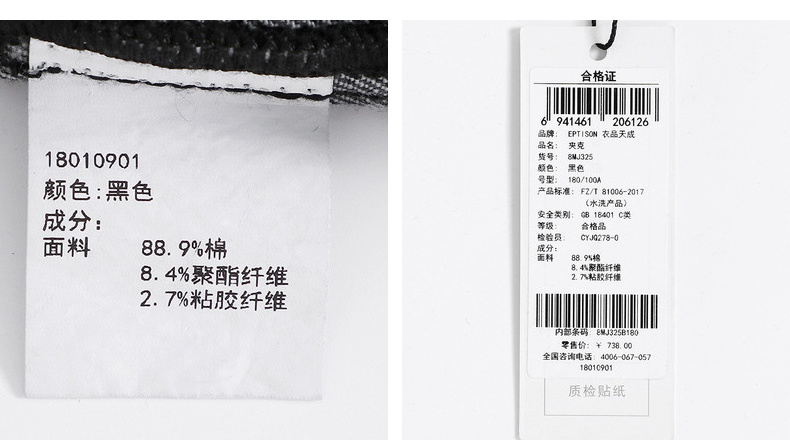 18010901
颜色:黑色
成分:
面料 88.9%棉
8.4%聚酯纤维
2.7%粘胶纤维
合格证
6 941461 206126
品牌: EPTISON 衣品天成
品名: 夹克
货号: 8MJ325
颜色: 黑色
号型: 180/100A
产品标准: FZ/T 81006-2017
(水洗产品)
安全类别: GB 18401 C类
等级: 合格品
检验员: CYJQ278-0
成分:
面料 88.9%棉
8.4%聚酯纤维
2.7%粘胶纤维
内部条码: 8MJ325B180
零售价: ￥ 738.00
全国咨询电话: 4006-067-057
18010901
质检贴纸